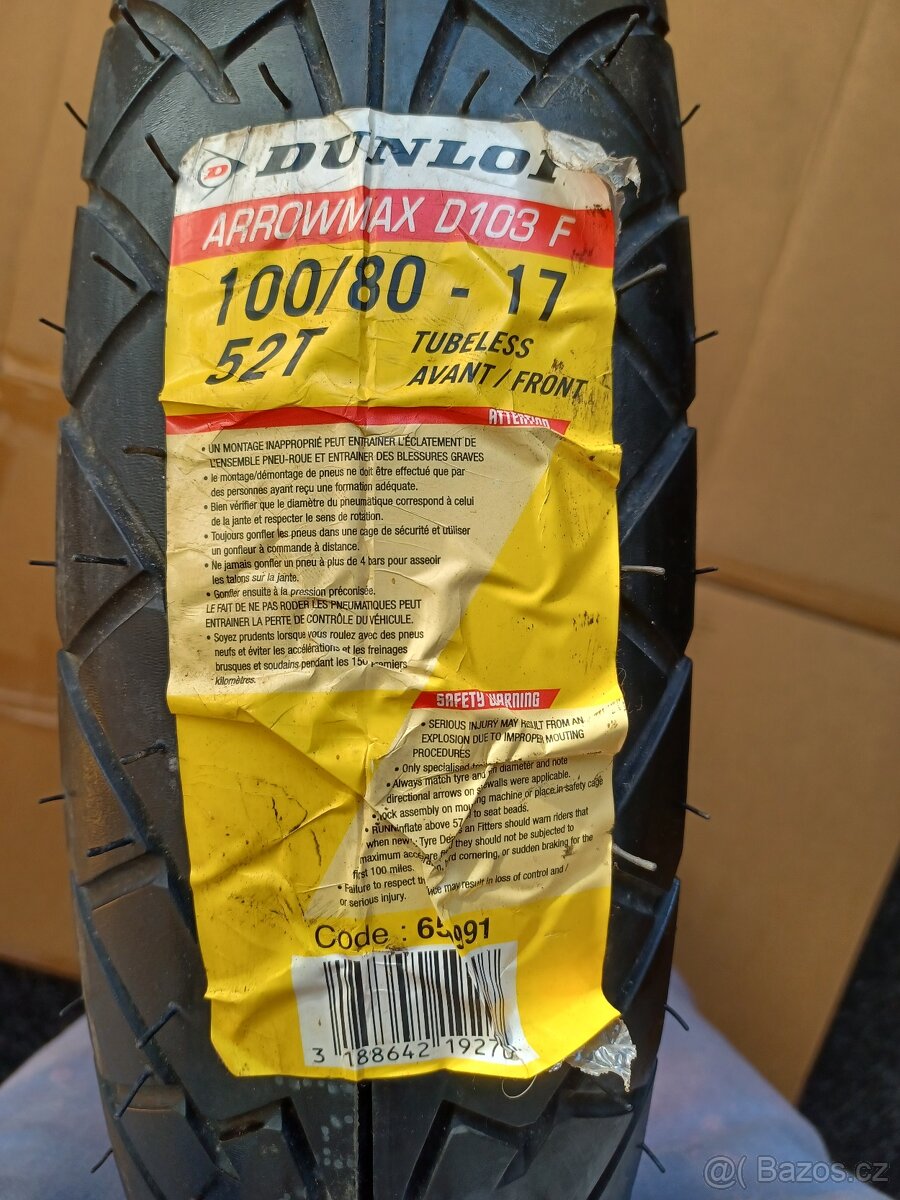 DUNLOP
ARROWMAX D103 F
100/80 - 17
52T
TUBELESS
AVANT / FRONT
ATTENTION
• UN MONTAGE INAPPROPRIÉ PEUT ENTRAINER L'ÉCLATEMENT DE
L'ENSEMBLE PNEU-ROUE ET ENTRAINER DES BLESSURES GRAVES
• le montage/démontage de pneus ne doit être effectué que par
des personnes ayant reçu une formation adéquate.
• Bien vérifier que le diamètre du pneumatique correspond à celui
de la jante et respecter le sens de rotation.
• Toujours gonfler les pneus dans une cage de sécurité et utiliser
un gonfleur à commande à distance.
• Ne jamais gonfler un pneu à plus de 4 bars pour asseoir
les talons sur la jante.
• Gonfler ensuite à la pression préconisée.
LE FAIT DE NE PAS RODER LES PNEUMATIQUES PEUT
ENTRAINER LA PERTE DE CONTRÔLE DU VÉHICULE.
• Soyez prudents lorsque vous roulez avec des pneus
neufs et éviter les accélérations et les freinages
brusques et soudains pendant les 150 premiers
kilomètres.
SAFETY WARNING
• SERIOUS INJURY MAY RESULT FROM AN
EXPLOSION DUE TO IMPROPER MOUTING
PROCEDURES
• Only specialised diameter and note
• Always match tyre and walls were applicable.
directional arrows on machine or place in safety cage
assembly on to seat beads.
inflate above 57 Fitters should warn riders that
when new Tyre they should not be subjected to
maximum cornering, or sudden braking for the
first 100 miles.
• Failure to respect may result in loss of control and /
or serious injury.
Code : 991
3 188642 19270
@( Bazos.cz